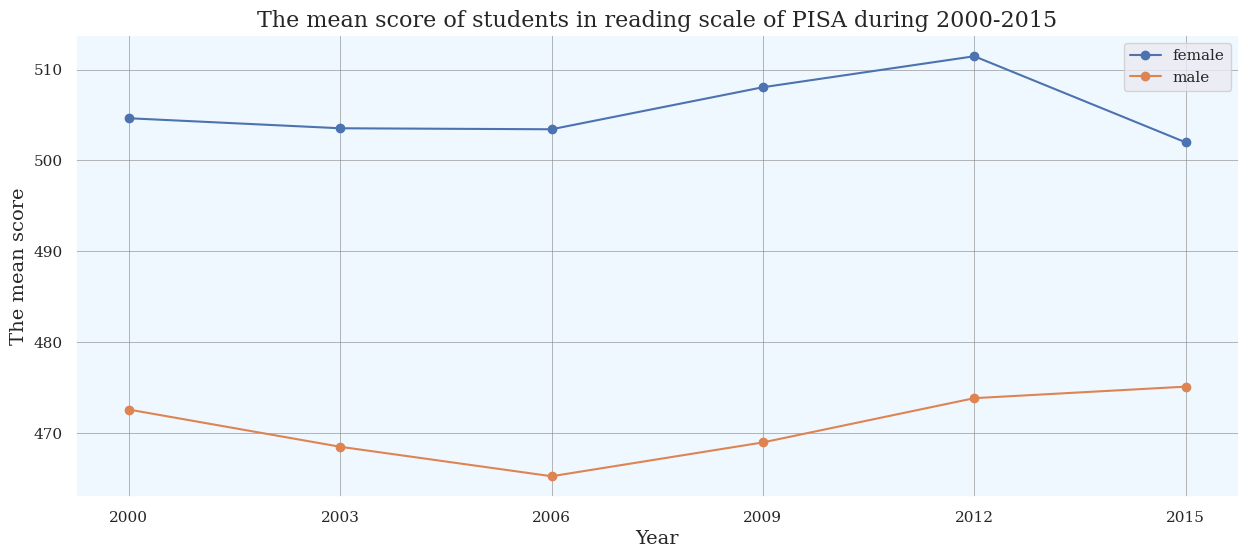 The mean score of students in reading scale of PISA during 2000-2015
female
male
The mean score
510
500
490
480
470
2000 2003 2006 2009 2012 2015
Year